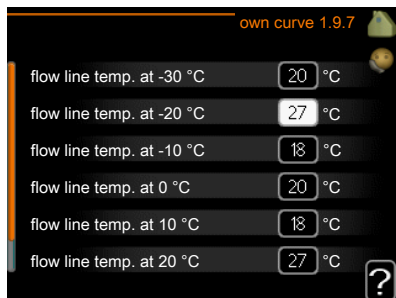 own curve 1.9.7
flow line temp. at -30 °C 20 °C
flow line temp. at -20 °C 27 °C
flow line temp. at -10 °C 18 °C
flow line temp. at 0 °C 20 °C
flow line temp. at 10 °C 18 °C
flow line temp. at 20 °C 27 °C
?